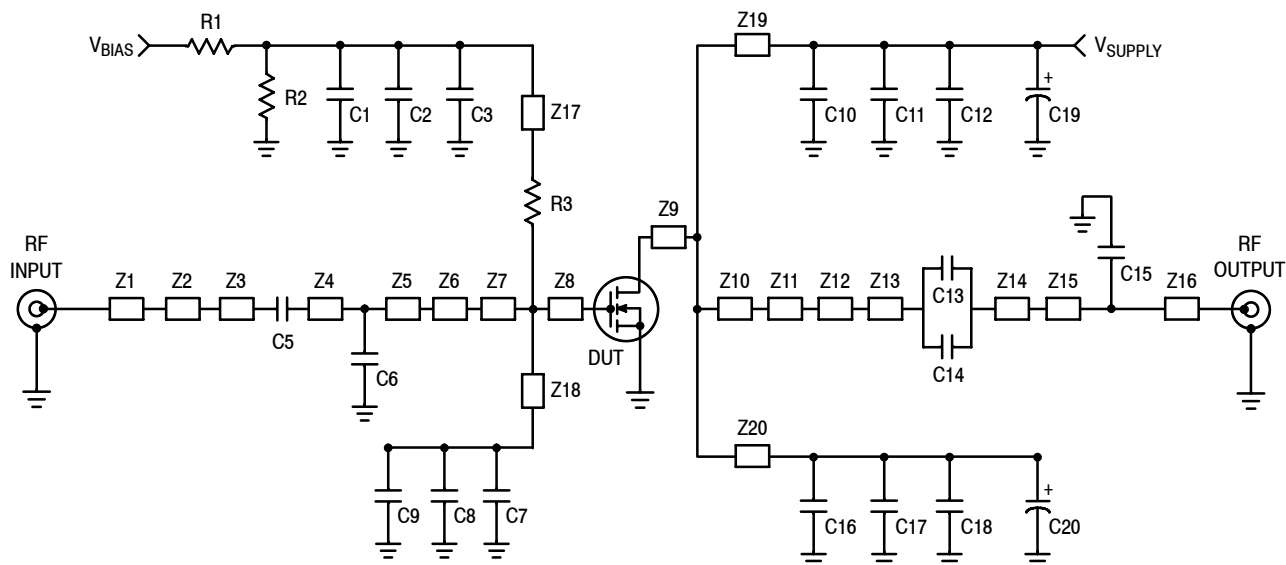 R1
VBIAS
R2
C1
C2
C3
Z17
R3
Z19
VSUPPLY
+
C10
C11
C12
C19
Z9
RF
INPUT
Z1
Z2
Z3
C5
Z4
C6
Z5
Z6
Z7
Z8
DUT
Z18
C9
C8
C7
Z10
Z11
Z12
Z13
C13
C14
Z14
Z15
C15
Z16
RF
OUTPUT
Z20
+
C16
C17
C18
C20